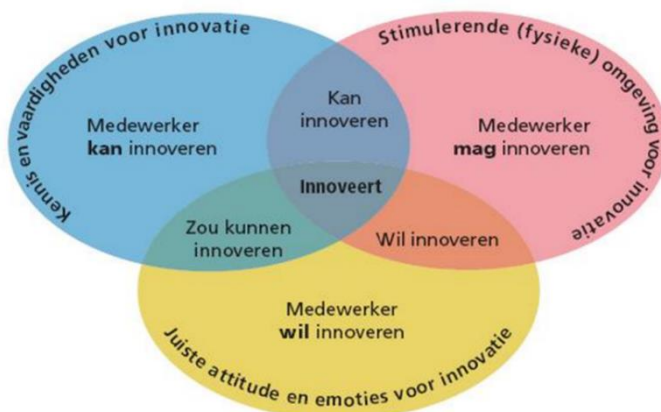 Kennis en vaardigheden voor innovatie
Stimulerende (fysieke) omgeving voor innovatie
Kan
innoveren
Medewerker
kan innoveren
Medewerker
mag innoveren
Innoveert
Zou kunnen
innoveren
Wil innoveren
Medewerker
wil innoveren
Juiste attitude en emoties voor innovatie